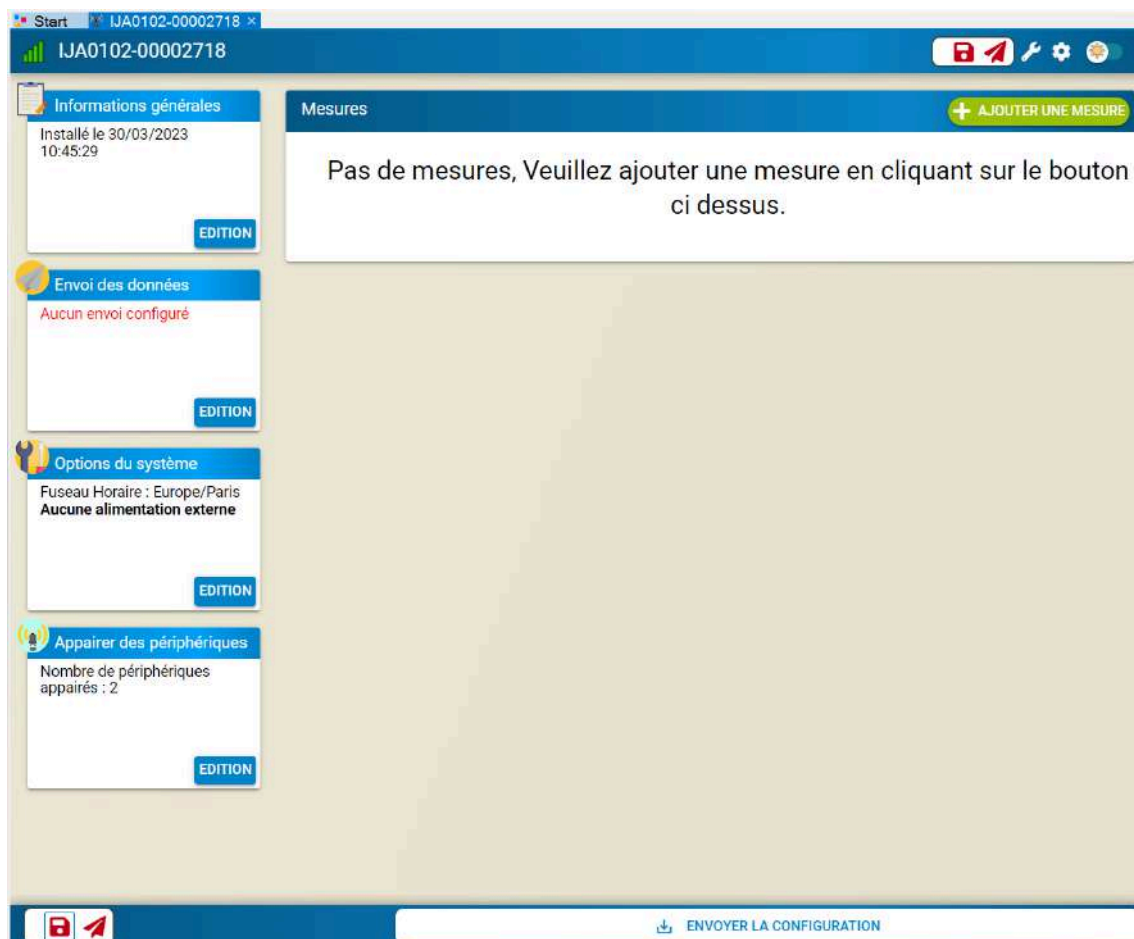 Start
IJA0102-00002718 ×
IJA0102-00002718
Informations générales
Installé le 30/03/2023
10:45:29
EDITION
Envoi des données
Aucun envoi configuré
EDITION
Options du système
Fuseau Horaire : Europe/Paris
Aucune alimentation externe
EDITION
Appairer des périphériques
Nombre de périphériques
appairés : 2
EDITION
Mesures
AJOUTER UNE MESURE
Pas de mesures, Veuillez ajouter une mesure en cliquant sur le bouton
ci dessus.
ENVOYER LA CONFIGURATION